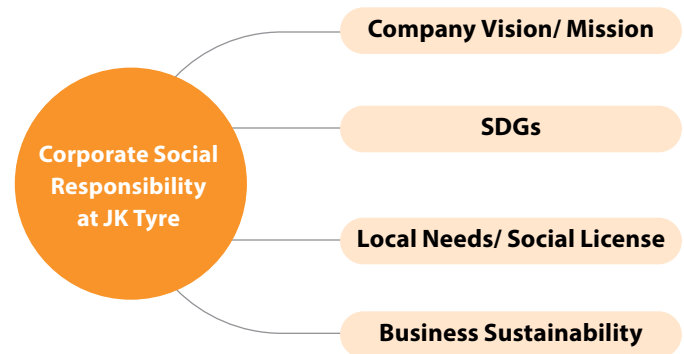 Corporate Social
Responsibility
at JK Tyre
Company Vision/ Mission
SDGs
Local Needs/ Social License
Business Sustainability